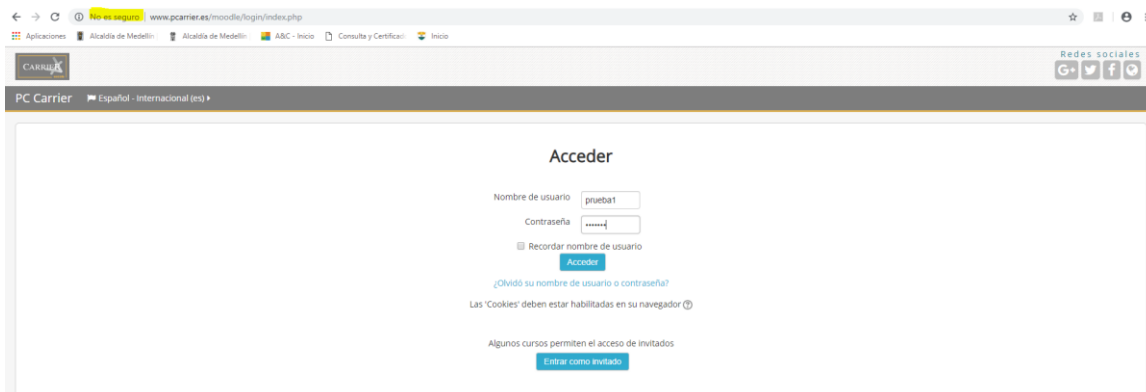 No es seguro | www.pcarrier.es/moodle/login/index.php
Aplicaciones Alcaldía de Medellín Alcaldía de Medellín A&C - Inicio Consulta y Certificaci Inicio
Redes sociales
CARRIER
G+
PC Carrier Español - Internacional (es)
Acceder
Nombre de usuario prueba1
Contraseña •••••••
Recordar nombre de usuario
Acceder
¿Olvidó su nombre de usuario o contraseña?
Las 'Cookies' deben estar habilitadas en su navegador
Algunos cursos permiten el acceso de invitados
Entrar como invitado